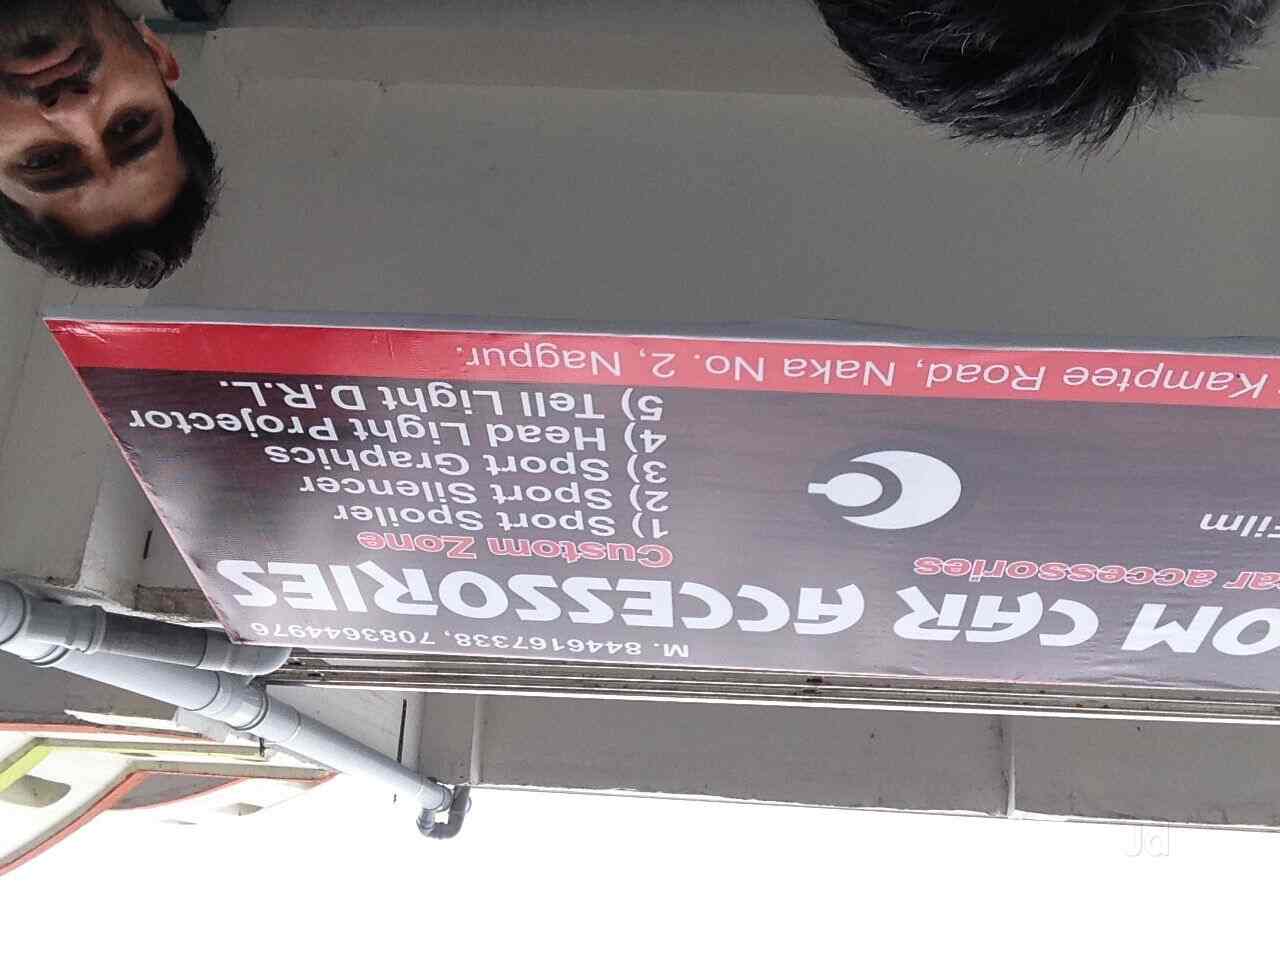 M. 8446167338, 7083644976
OM CAR ACCESSORIES
ar accessories
Film
Custom Zone
1) Sport Spoiler
2) Sport Silencer
3) Sport Graphics
4) Head Light Projector
5) Tell Light D.R.L.
Kamptee Road, Naka No. 2, Nagpur.
Jd